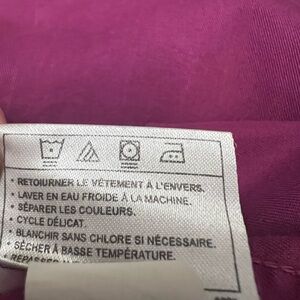 • RETOURNER LE VÊTEMENT À L'ENVERS.
• LAVER EN EAU FROIDE À LA MACHINE.
• SÉPARER LES COULEURS.
• CYCLE DÉLICAT.
• BLANCHIR SANS CHLORE SI NÉCESSAIRE.
• SÉCHER À BASSE TEMPÉRATURE.